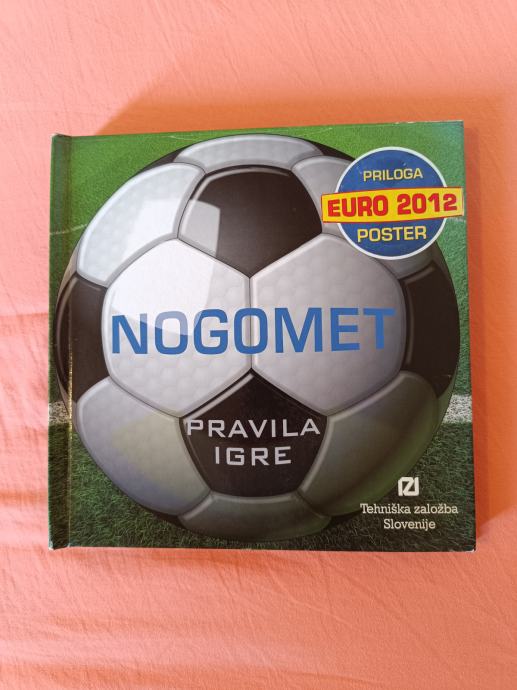 PRILOGA
EURO 2012
POSTER
NOGOMET
PRAVILA
IGRE
Tehniška založba
Slovenije